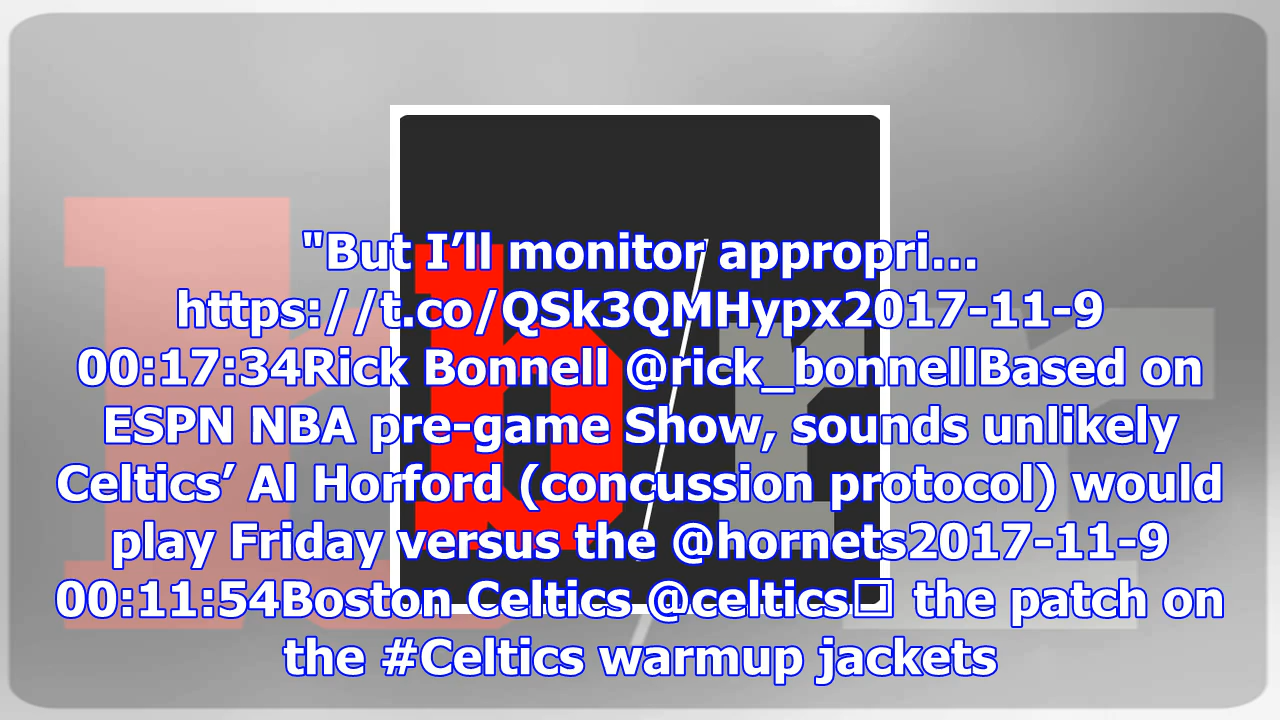 "But I’ll monitor appropri...
https://t.co/QSk3QMHypx2017-11-9
00:17:34Rick Bonnell @rick_bonnellBased on
ESPN NBA pre-game Show, sounds unlikely
Celtics’ Al Horford (concussion protocol) would
play Friday versus the @hornets2017-11-9
00:11:54Boston Celtics @celtics❏ the patch on
the #Celtics warmup jackets
b/r